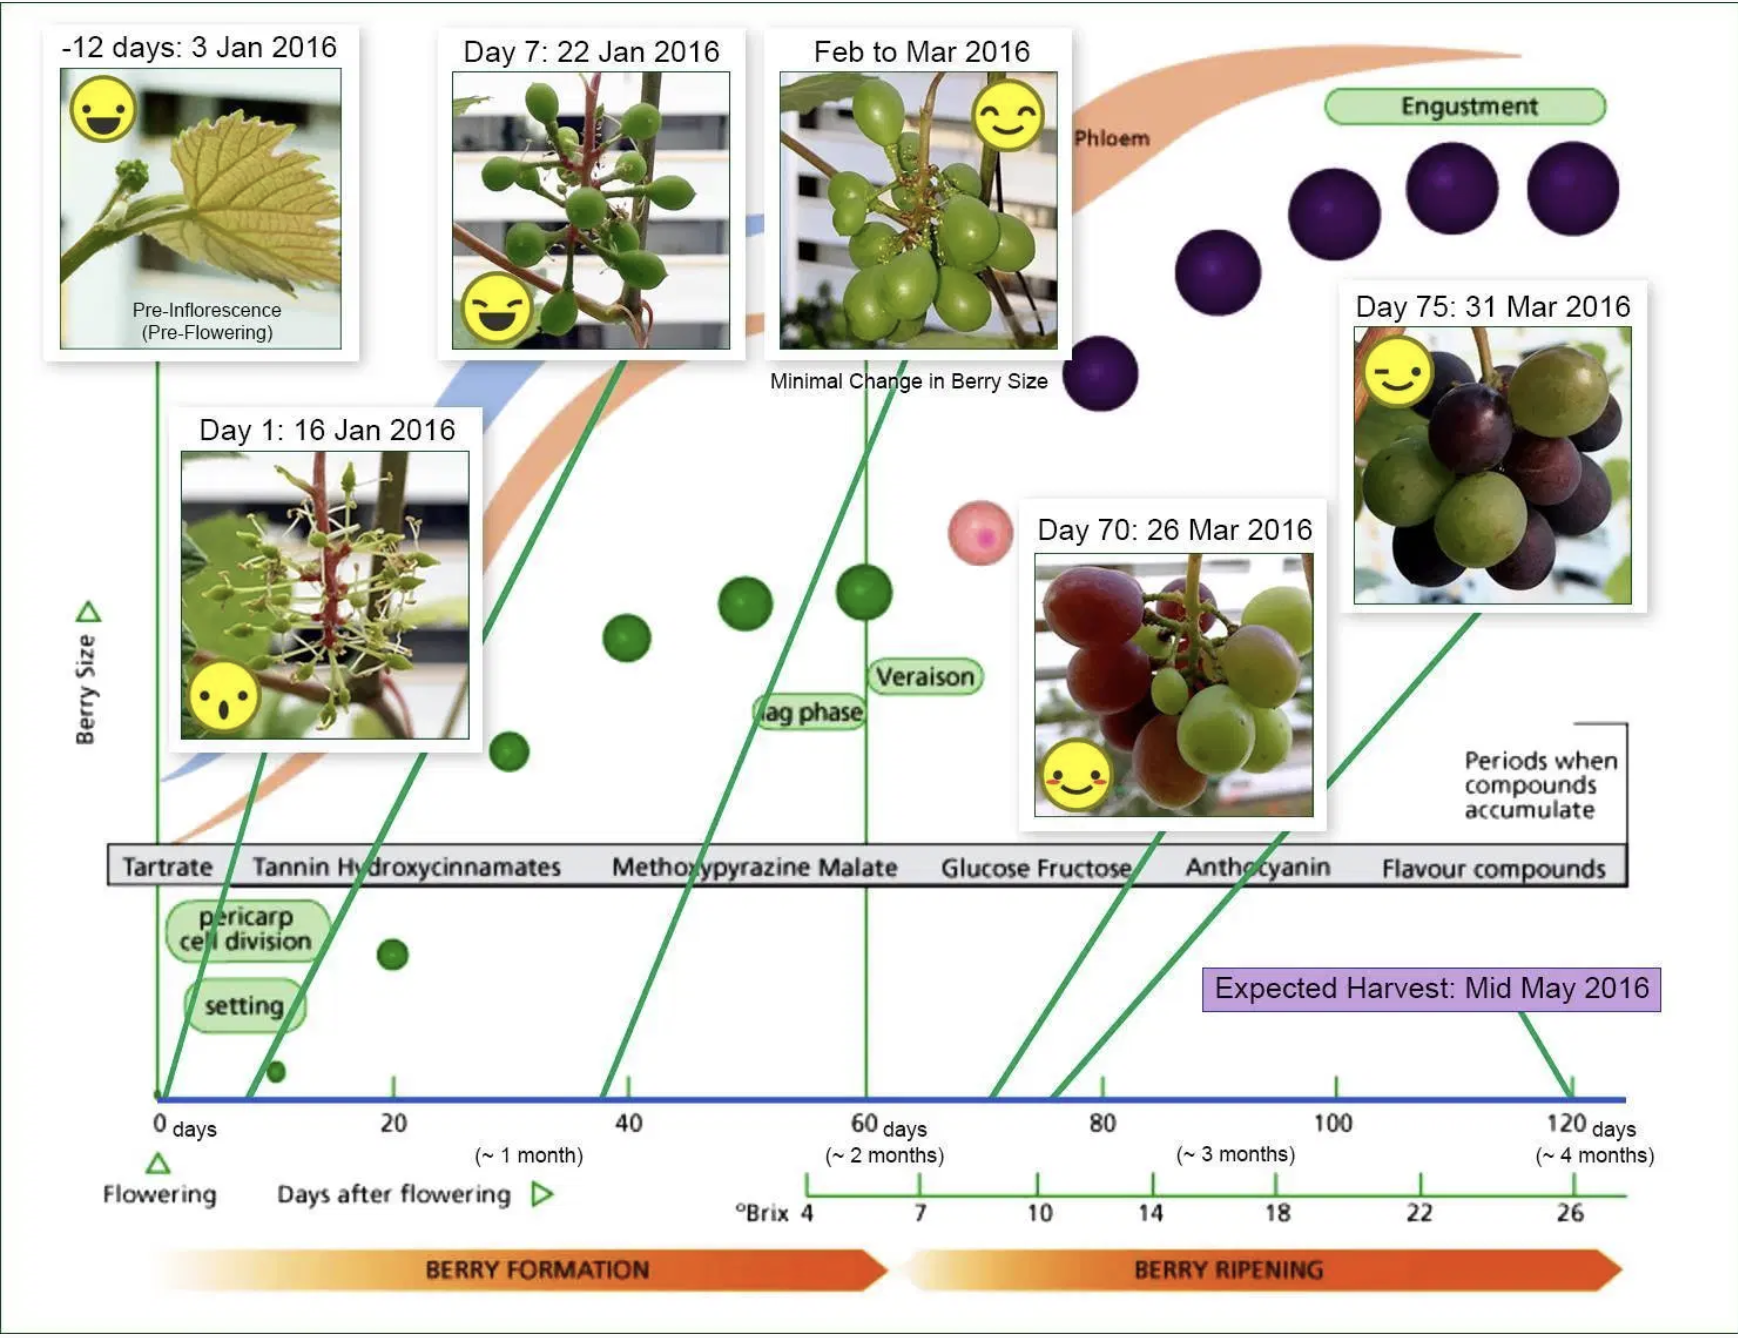 -12 days: 3 Jan 2016
Pre-Inflorescence
(Pre-Flowering)
Day 7: 22 Jan 2016
Feb to Mar 2016
Minimal Change in Berry Size
Phloem
Engustment
Day 75: 31 Mar 2016
Day 1: 16 Jan 2016
Day 70: 26 Mar 2016
Berry Size
Veraison
lag phase
Periods when
compounds
accumulate
Tartrate Tannin Hydroxycinnamates Methoxypyrazine Malate Glucose Fructose Anthocyanin Flavour compounds
pericarp
cell division
setting
Expected Harvest: Mid May 2016
0 days 20 40 60 days 80 100 120 days
(~ 1 month) (~ 2 months) (~ 3 months) (~ 4 months)
Flowering Days after flowering
°Brix 4 7 10 14 18 22 26
BERRY FORMATION BERRY RIPENING